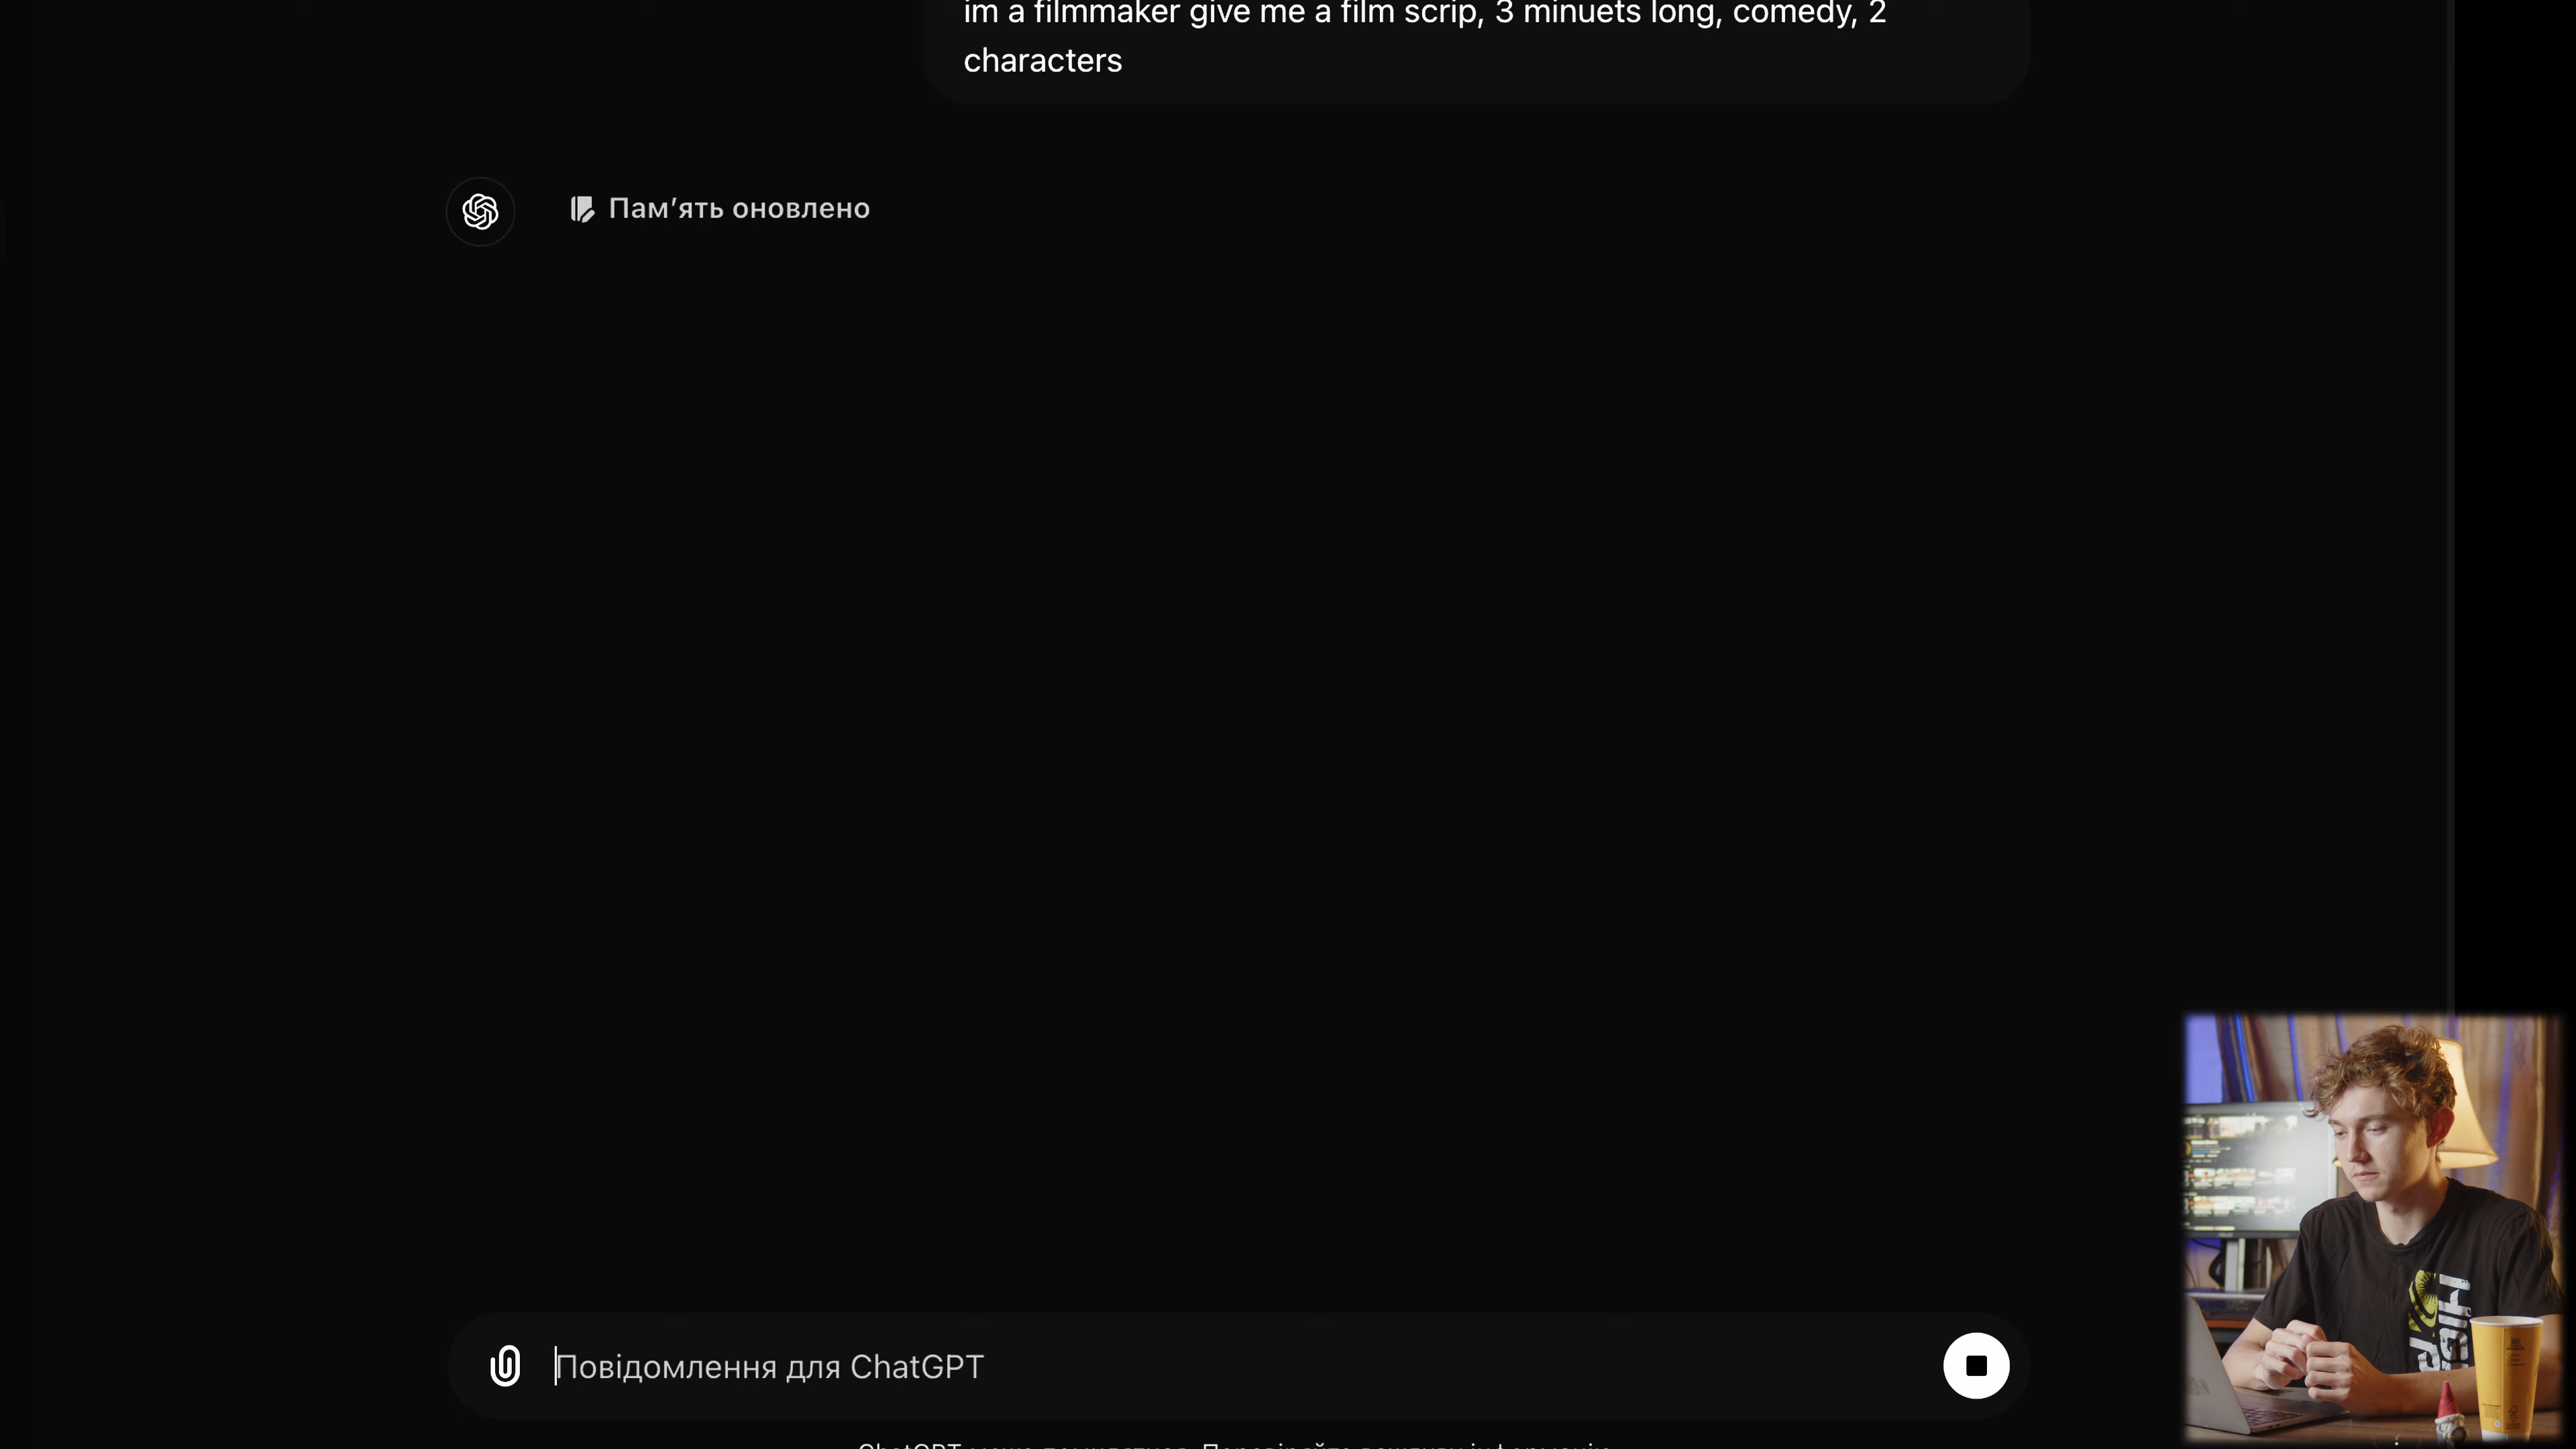 im a filmmaker give me a film scrip, 3 minuets long, comedy, 2
characters
Пам'ять оновлено
Повідомлення для ChatGPT